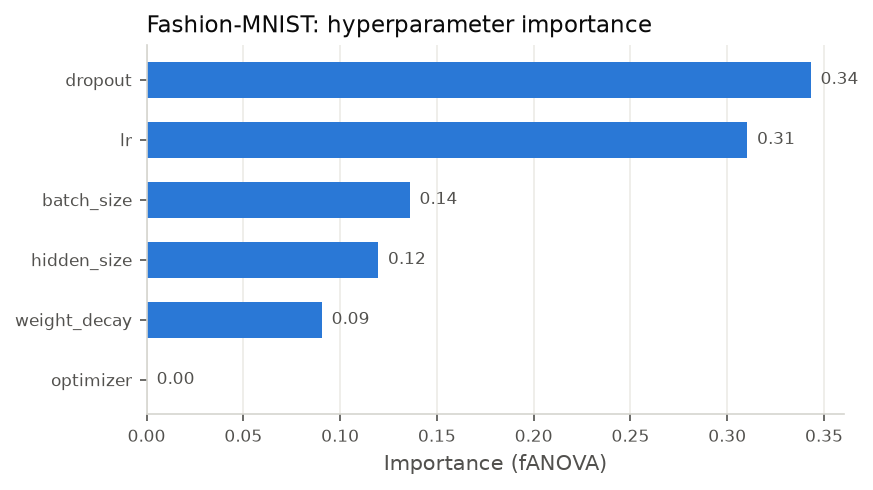 Fashion-MNIST: hyperparameter importance
dropout 0.34
lr 0.31
batch_size 0.14
hidden_size 0.12
weight_decay 0.09
optimizer 0.00
0.00 0.05 0.10 0.15 0.20 0.25 0.30 0.35
Importance (fANOVA)